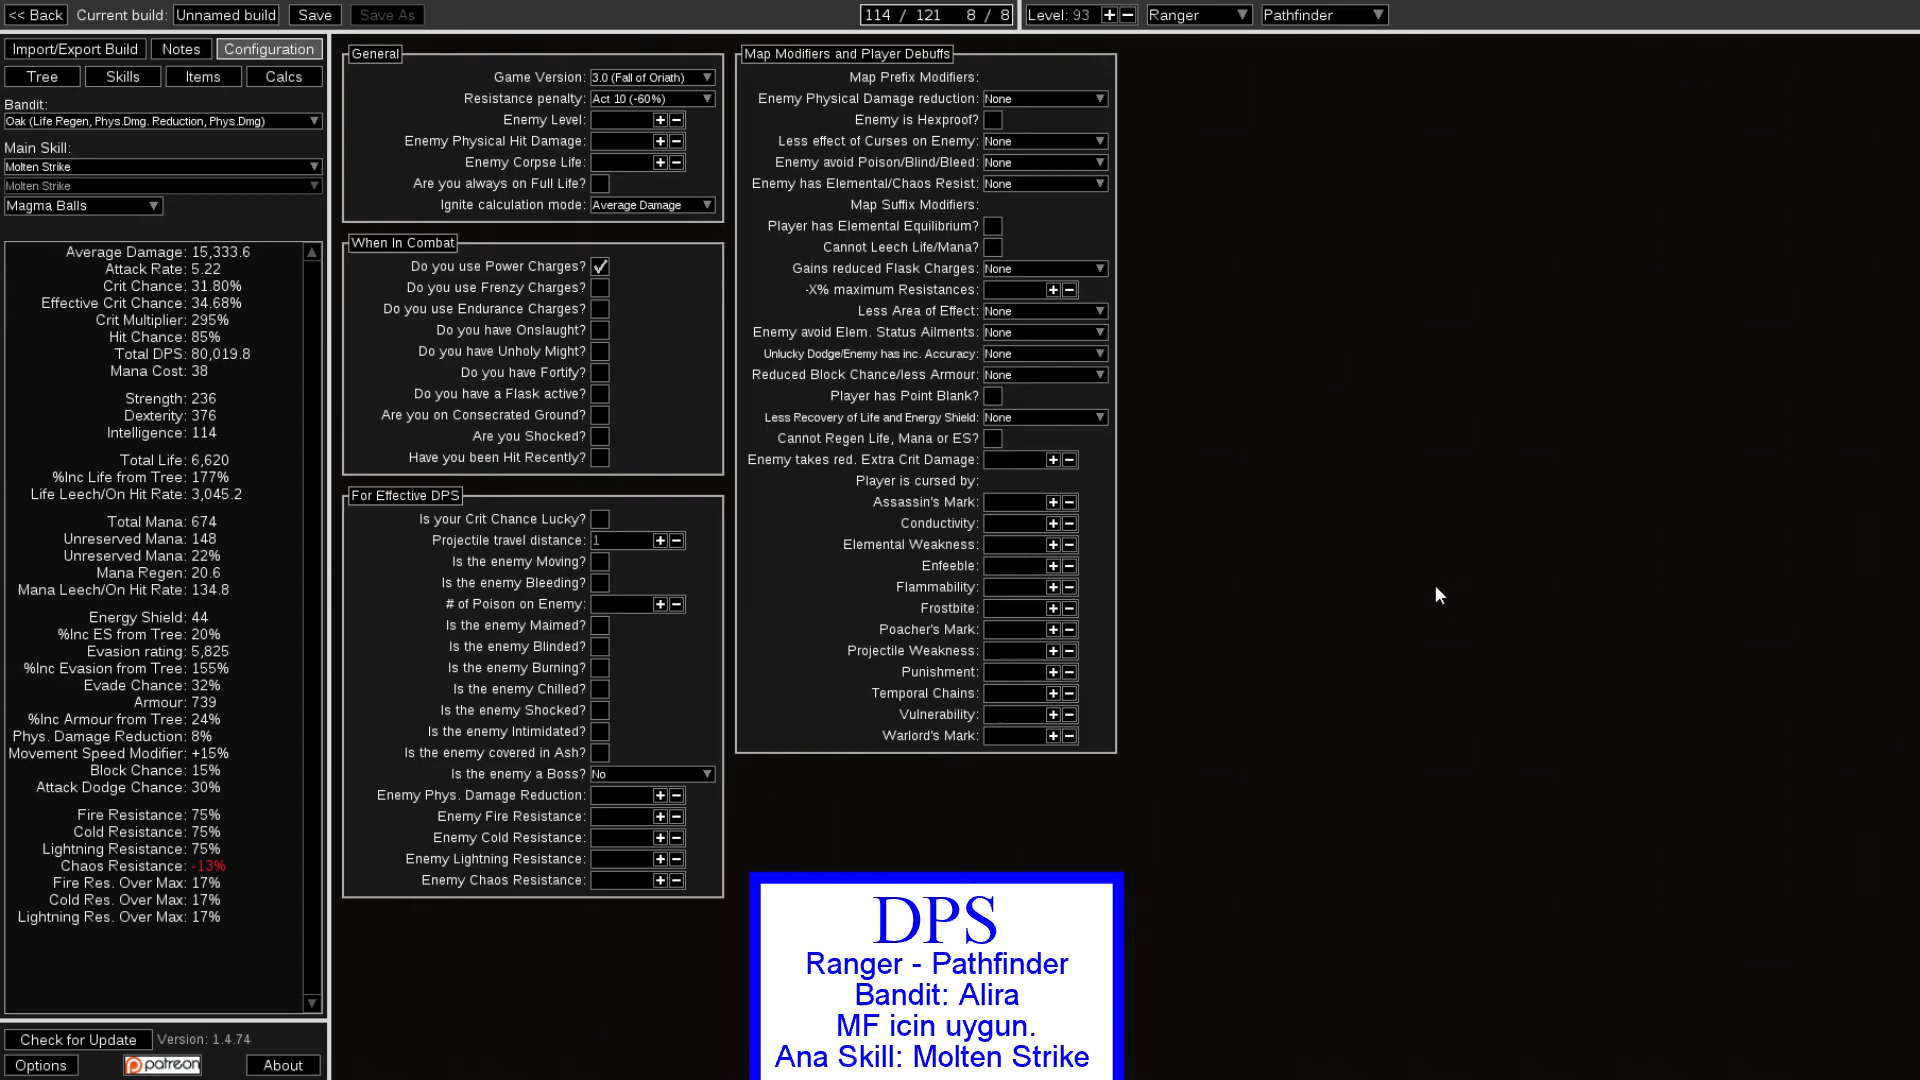 << Back Current build: Unnamed build Save Save As 114 / 121 8 / 8 Level: 93 Ranger Pathfinder
Import/Export Build Notes Configuration
Tree Skills Items Calcs
Bandit:
Oak (Life Regen, Phys.Dmg. Reduction, Phys.Dmg)
Main Skill:
Molten Strike
Molten Strike
Magma Balls
Average Damage: 15,333.6
Attack Rate: 5.22
Crit Chance: 31.80%
Effective Crit Chance: 34.68%
Crit Multiplier: 295%
Hit Chance: 85%
Total DPS: 80,019.8
Mana Cost: 38
Strength: 236
Dexterity: 376
Intelligence: 114
Total Life: 6,620
%Inc Life from Tree: 177%
Life Leech/On Hit Rate: 3,045.2
Total Mana: 674
Unreserved Mana: 148
Unreserved Mana: 22%
Mana Regen: 20.6
Mana Leech/On Hit Rate: 134.8
Energy Shield: 44
%Inc ES from Tree: 20%
Evasion rating: 5,825
%Inc Evasion from Tree: 155%
Evade Chance: 32%
Armour: 739
%Inc Armour from Tree: 24%
Phys. Damage Reduction: 8%
Movement Speed Modifier: +15%
Block Chance: 15%
Attack Dodge Chance: 30%
Fire Resistance: 75%
Cold Resistance: 75%
Lightning Resistance: 75%
Chaos Resistance: -13%
Fire Res. Over Max: 17%
Cold Res. Over Max: 17%
Lightning Res. Over Max: 17%
Check for Update Version: 1.4.74
Options patreon About
General
Game Version: 3.0 (Fall of Oriath)
Resistance penalty: Act 10 (-60%)
Enemy Level:
Enemy Physical Hit Damage:
Enemy Corpse Life:
Are you always on Full Life?
Ignite calculation mode: Average Damage
When In Combat
Do you use Power Charges?
Do you use Frenzy Charges?
Do you use Endurance Charges?
Do you have Onslaught?
Do you have Unholy Might?
Do you have Fortify?
Do you have a Flask active?
Are you on Consecrated Ground?
Are you Shocked?
Have you been Hit Recently?
For Effective DPS
Is your Crit Chance Lucky?
Projectile travel distance: 1
Is the enemy Moving?
Is the enemy Bleeding?
# of Poison on Enemy:
Is the enemy Maimed?
Is the enemy Blinded?
Is the enemy Burning?
Is the enemy Chilled?
Is the enemy Shocked?
Is the enemy Intimidated?
Is the enemy covered in Ash?
Is the enemy a Boss? No
Enemy Phys. Damage Reduction:
Enemy Fire Resistance:
Enemy Cold Resistance:
Enemy Lightning Resistance:
Enemy Chaos Resistance:
Map Modifiers and Player Debuffs
Map Prefix Modifiers:
Enemy Physical Damage reduction: None
Enemy is Hexproof?
Less effect of Curses on Enemy: None
Enemy avoid Poison/Blind/Bleed: None
Enemy has Elemental/Chaos Resist: None
Map Suffix Modifiers:
Player has Elemental Equilibrium?
Cannot Leech Life/Mana?
Gains reduced Flask Charges: None
-X% maximum Resistances:
Less Area of Effect: None
Enemy avoid Elem. Status Ailments: None
Unlucky Dodge/Enemy has inc. Accuracy: None
Reduced Block Chance/less Armour: None
Player has Point Blank?
Less Recovery of Life and Energy Shield: None
Cannot Regen Life, Mana or ES?
Enemy takes red. Extra Crit Damage:
Player is cursed by:
Assassin's Mark:
Conductivity:
Elemental Weakness:
Enfeeble:
Flammability:
Frostbite:
Poacher's Mark:
Projectile Weakness:
Punishment:
Temporal Chains:
Vulnerability:
Warlord's Mark:
DPS
Ranger - Pathfinder
Bandit: Alira
MF icin uygun.
Ana Skill: Molten Strike